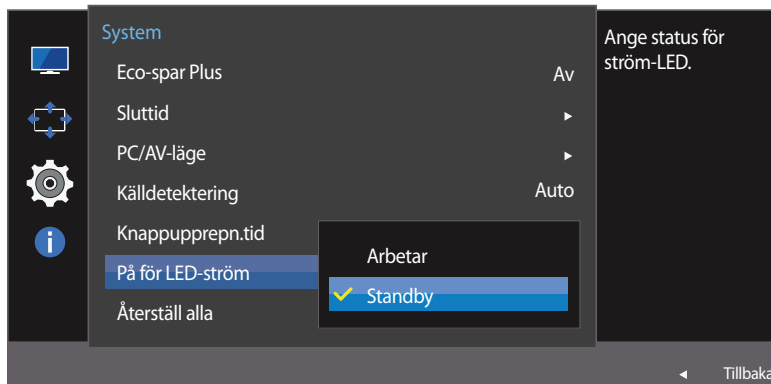 System
Eco-spar Plus Av
Sluttid
PC/AV-läge
Källdetektering Auto
Knappupprepn.tid
På för LED-ström
Återställ alla
Arbetar
Standby
Ange status för
ström-LED.
Tillbaka